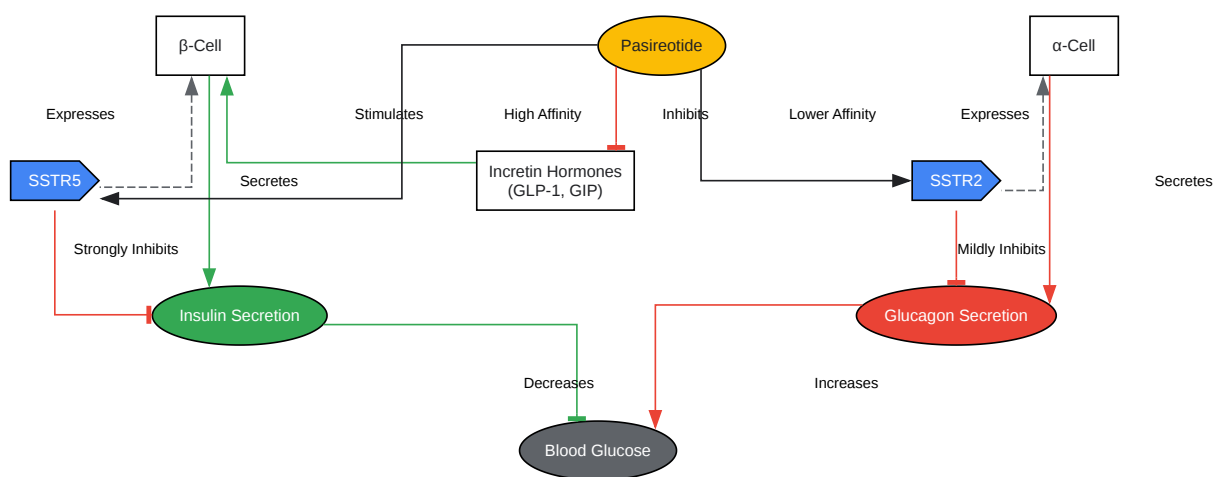 β-Cell
Pasireotide
α-Cell
Expresses
Stimulates
High Affinity
Inhibits
Lower Affinity
Expresses
SSTR5
Secretes
Incretin Hormones
(GLP-1, GIP)
SSTR2
Secretes
Strongly Inhibits
Mildly Inhibits
Insulin Secretion
Glucagon Secretion
Decreases
Increases
Blood Glucose